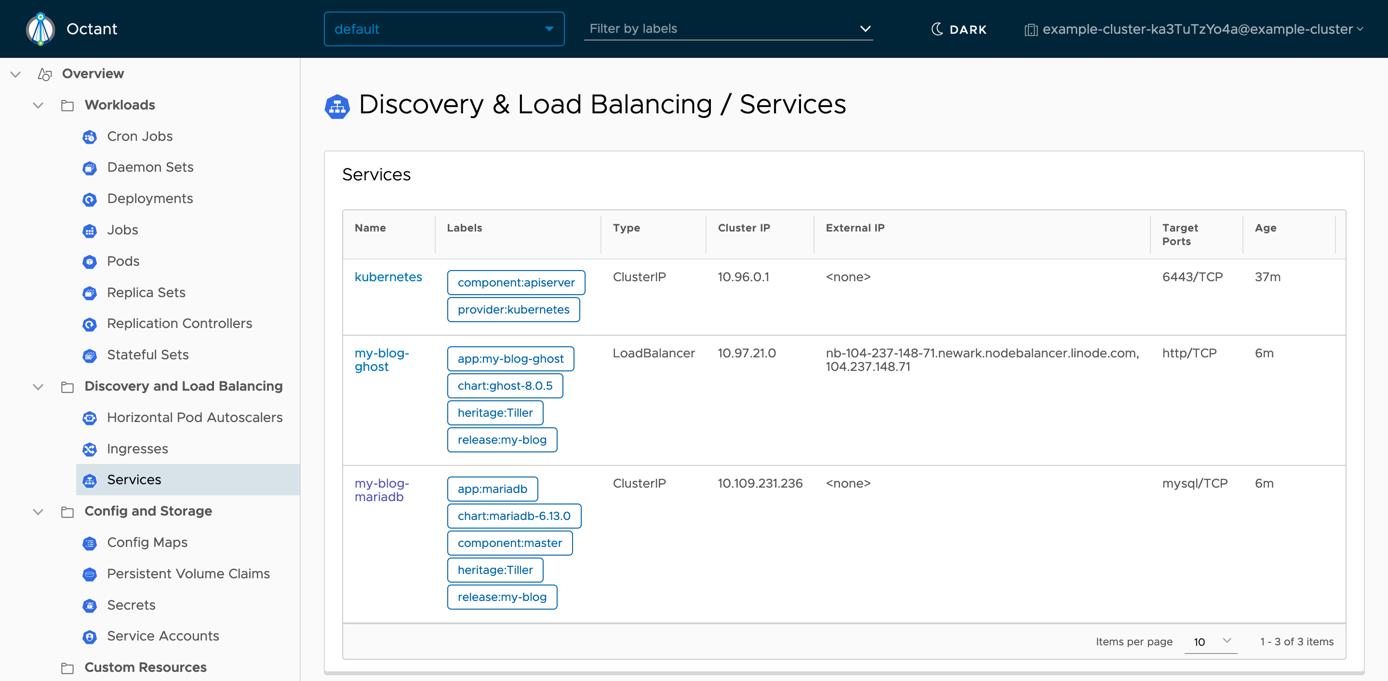 Octant
default
Filter by labels
DARK
example-cluster-ka3TuTzYo4a@example-cluster
Overview
Workloads
Cron Jobs
Daemon Sets
Deployments
Jobs
Pods
Replica Sets
Replication Controllers
Stateful Sets
Discovery and Load Balancing
Horizontal Pod Autoscalers
Ingresses
Services
Config and Storage
Config Maps
Persistent Volume Claims
Secrets
Service Accounts
Custom Resources
Discovery & Load Balancing / Services
Services
Name Labels Type Cluster IP External IP Target Ports Age
kubernetes
component:apiserver
provider:kubernetes
ClusterIP
10.96.0.1
<none>
6443/TCP
37m
my-blog-
ghost
app:my-blog-ghost
chart:ghost-8.0.5
heritage:Tiller
release:my-blog
LoadBalancer
10.97.21.0
nb-104-237-148-71.newark.nodebalancer.linode.com,
104.237.148.71
http/TCP
6m
my-blog-
mariadb
app:mariadb
chart:mariadb-6.13.0
component:master
heritage:Tiller
release:my-blog
ClusterIP
10.109.231.236
<none>
mysql/TCP
6m
Items per page 10 1 - 3 of 3 items